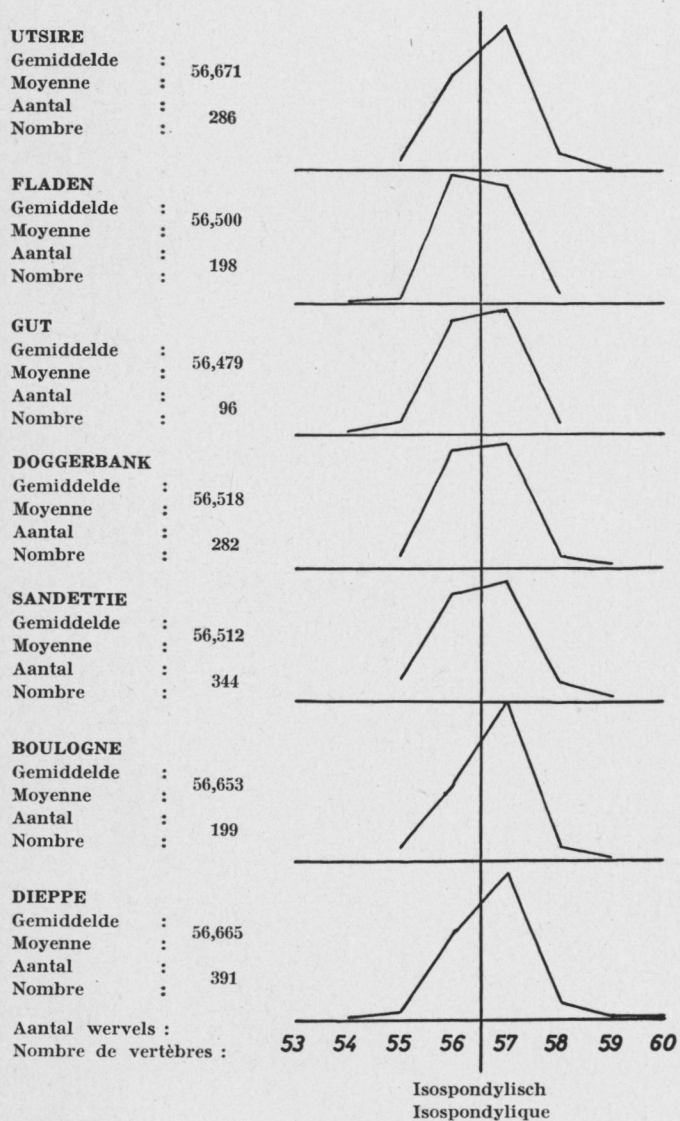 UTSIRE
Gemiddelde :
Moyenne : 56,671
Aantal :
Nombre : 286
FLADEN
Gemiddelde :
Moyenne : 56,500
Aantal :
Nombre : 198
GUT
Gemiddelde :
Moyenne : 56,479
Aantal :
Nombre : 96
DOGGERBANK
Gemiddelde :
Moyenne : 56,518
Aantal :
Nombre : 282
SANDETTIE
Gemiddelde :
Moyenne : 56,512
Aantal :
Nombre : 344
BOULOGNE
Gemiddelde :
Moyenne : 56,653
Aantal :
Nombre : 199
DIEPPE
Gemiddelde :
Moyenne : 56,665
Aantal :
Nombre : 391
Aantal wervels :
Nombre de vertèbres : 53 54 55 56 57 58 59 60
Isospondylisch
Isospondylique